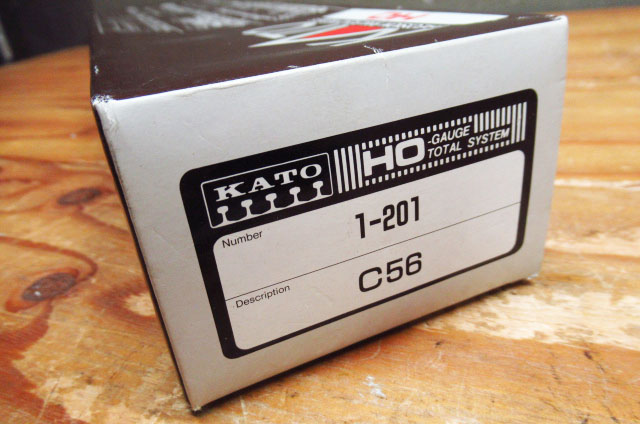 KATO
HO
-GAUGE
TOTAL SYSTEM
Number
1-201
Description
C56